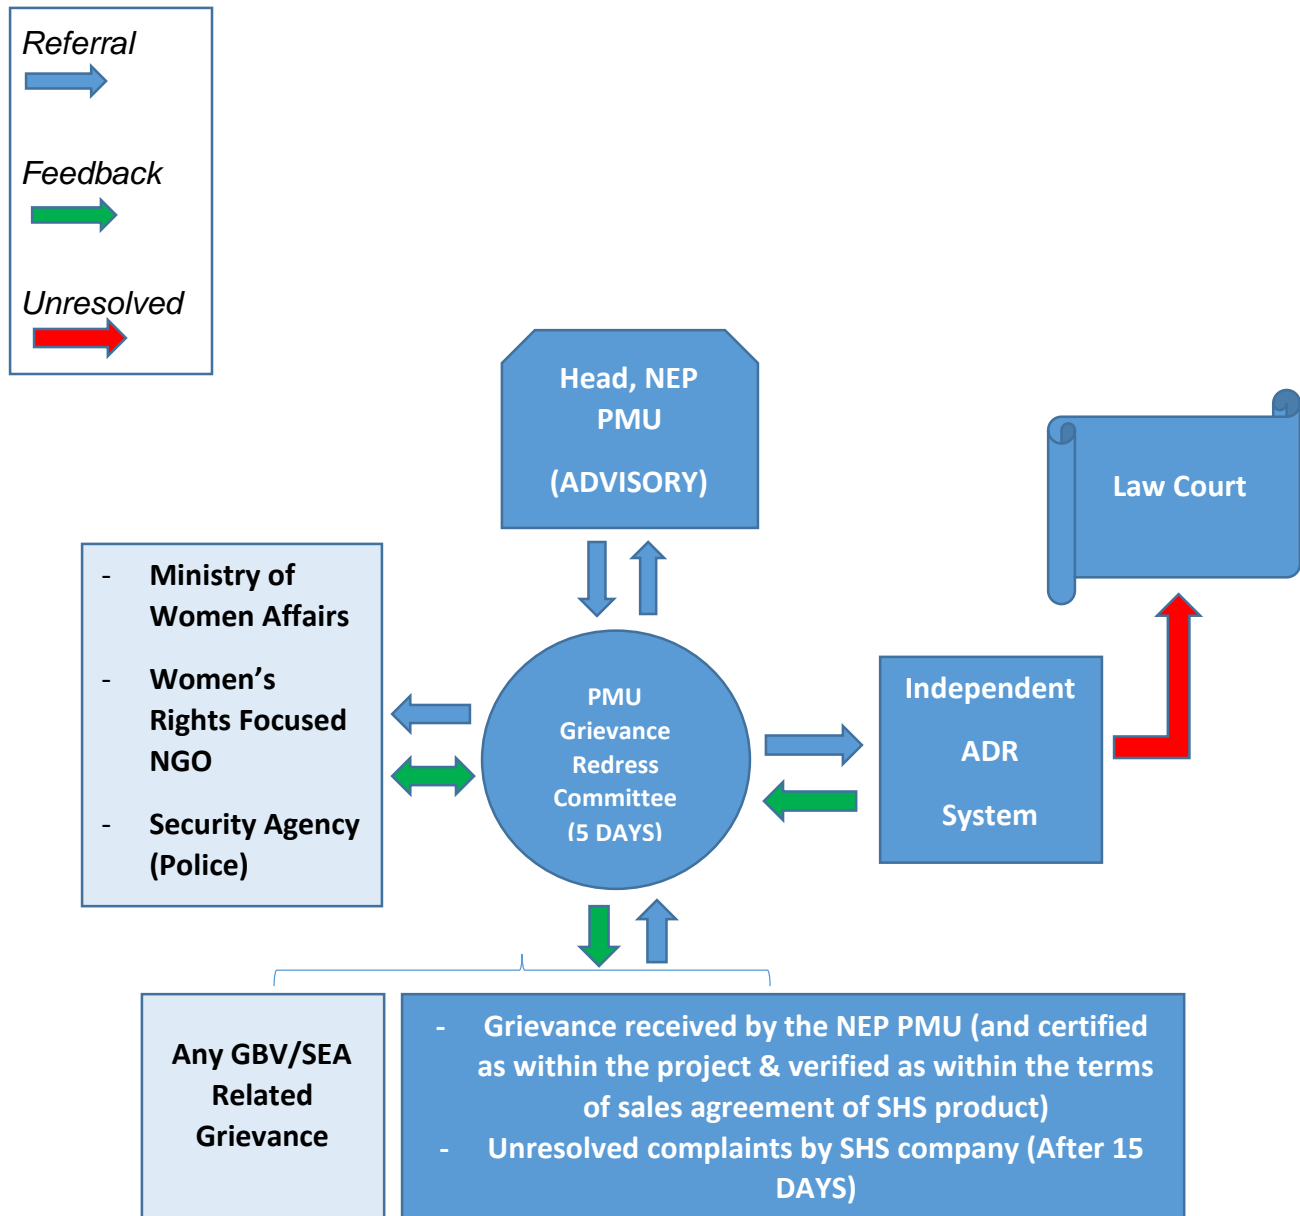 Referral
Feedback
Unresolved
Head, NEP
PMU
(ADVISORY)
Law Court
- Ministry of
Women Affairs
- Women’s
Rights Focused
NGO
- Security Agency
(Police)
PMU
Grievance
Redress
Committee
(5 DAYS)
Independent
ADR
System
Any GBV/SEA
Related
Grievance
- Grievance received by the NEP PMU (and certified
as within the project & verified as within the terms
of sales agreement of SHS product)
- Unresolved complaints by SHS company (After 15
DAYS)